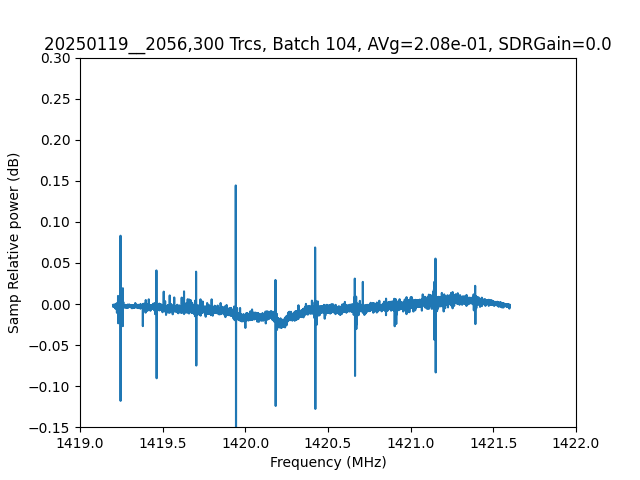 20250119__2056,300 Trcs, Batch 104, AVg=2.08e-01, SDRGain=0.0
0.30
0.25
0.20
0.15
0.10
0.05
0.00
−0.05
−0.10
−0.15
Samp Relative power (dB)
1419.0 1419.5 1420.0 1420.5 1421.0 1421.5 1422.0
Frequency (MHz)